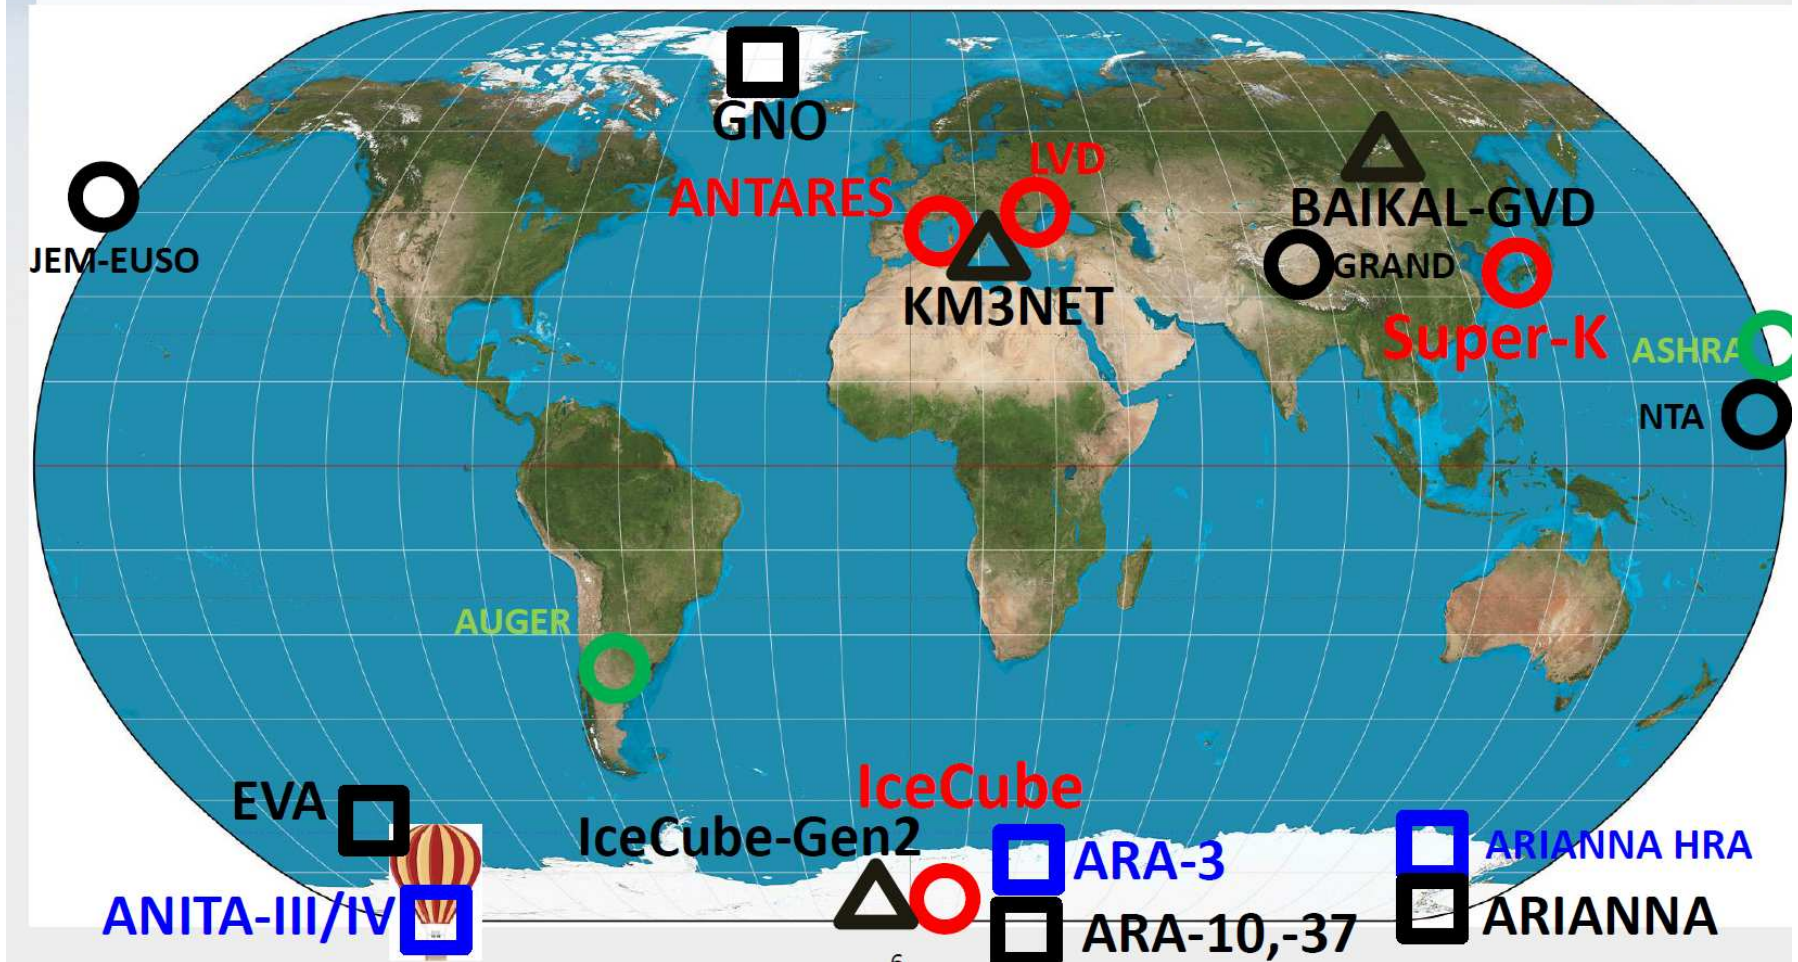 GNO
LVD
ANTARES
BAIKAL-GVD
JEM-EUSO
GRAND
KM3NET
Super-K
ASHRA
NTA
AUGER
IceCube
EVA
IceCube-Gen2
ARA-3
ARIANNA HRA
ANITA-III/IV
ARA-10,-37
ARIANNA
6